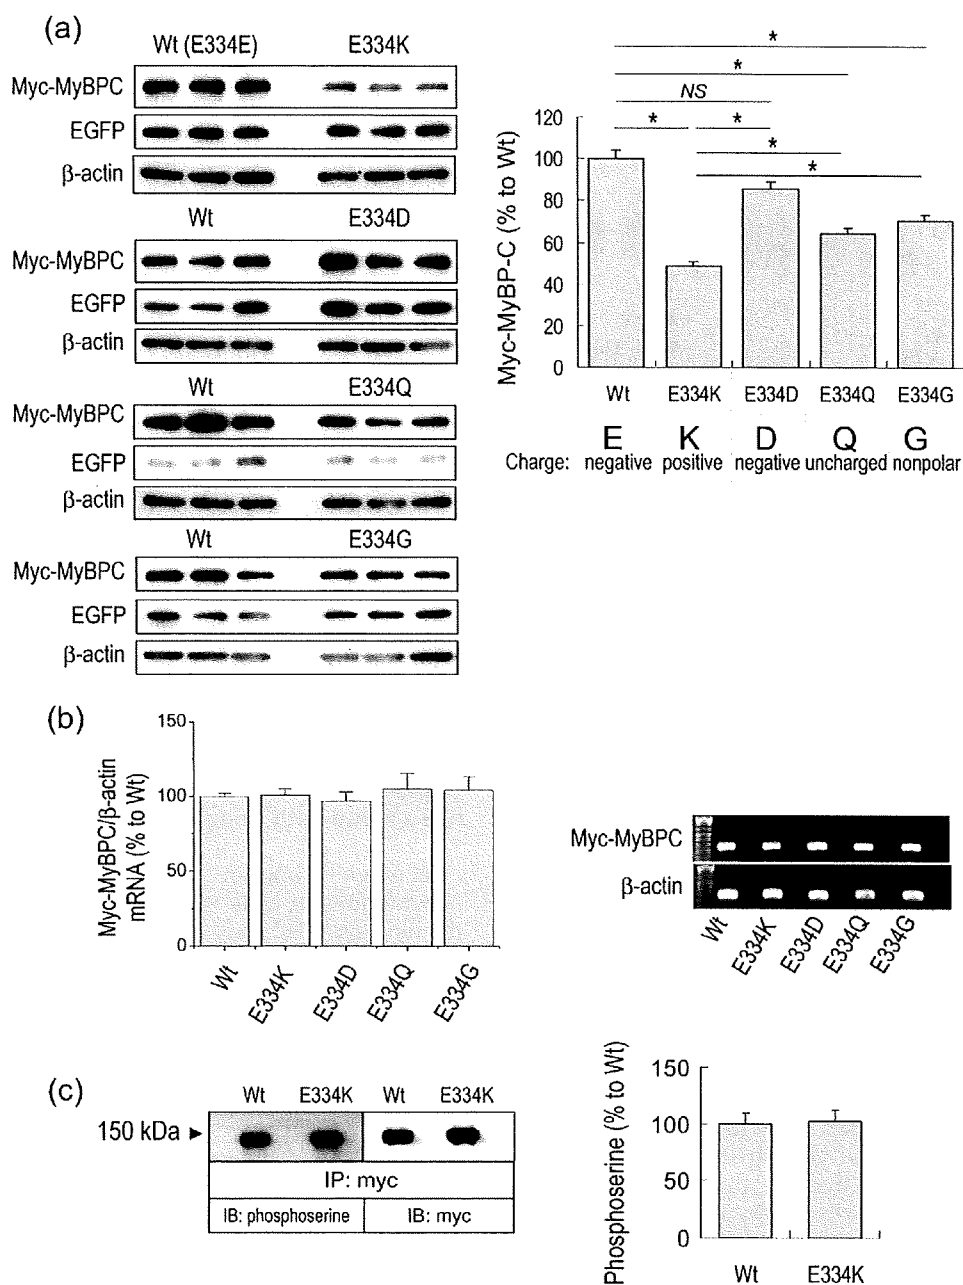 (a)
Wt (E334E) E334K
Myc-MyBPC
EGFP
β-actin
Wt E334D
Myc-MyBPC
EGFP
β-actin
Wt E334Q
Myc-MyBPC
EGFP
β-actin
Wt E334G
Myc-MyBPC
EGFP
β-actin
*
*
NS
* *
*
*
Myc-MyBP-C (% to Wt)
120
100
80
60
40
20
0
Wt E334K E334D E334Q E334G
E K D Q G
Charge: negative positive negative uncharged nonpolar
(b)
Myc-MyBPC/β-actin
mRNA (% to Wt)
150
100
50
0
Wt E334K E334D E334Q E334G
Myc-MyBPC
β-actin
Wt E334K E334D E334Q E334G
(c)
Wt E334K Wt E334K
150 kDa ►
IP: myc
IB: phosphoserine IB: myc
Phosphoserine (% to Wt)
150
100
50
0
Wt E334K